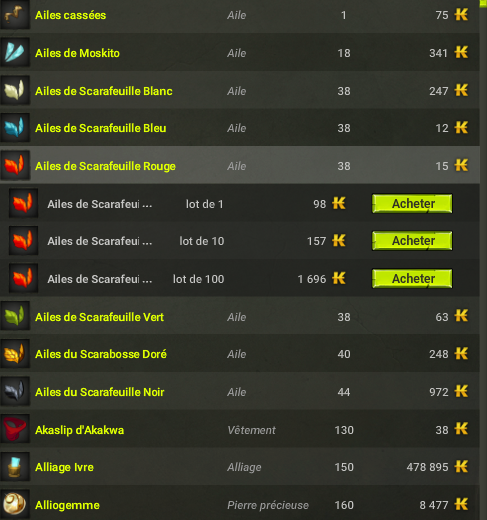 Ailes cassées Aile 1 75
Ailes de Moskito Aile 18 341
Ailes de Scarafeuille Blanc Aile 38 247
Ailes de Scarafeuille Bleu Aile 38 12
Ailes de Scarafeuille Rouge Aile 38 15
Ailes de Scarafeui ... lot de 1 98 Acheter
Ailes de Scarafeui ... lot de 10 157 Acheter
Ailes de Scarafeui ... lot de 100 1 696 Acheter
Ailes de Scarafeuille Vert Aile 38 63
Ailes du Scarabosse Doré Aile 40 248
Ailes du Scarafeuille Noir Aile 44 972
Akaslip d'Akakwa Vêtement 130 38
Alliage Ivre Alliage 150 478 895
Alliogemme Pierre précieuse 160 8 477